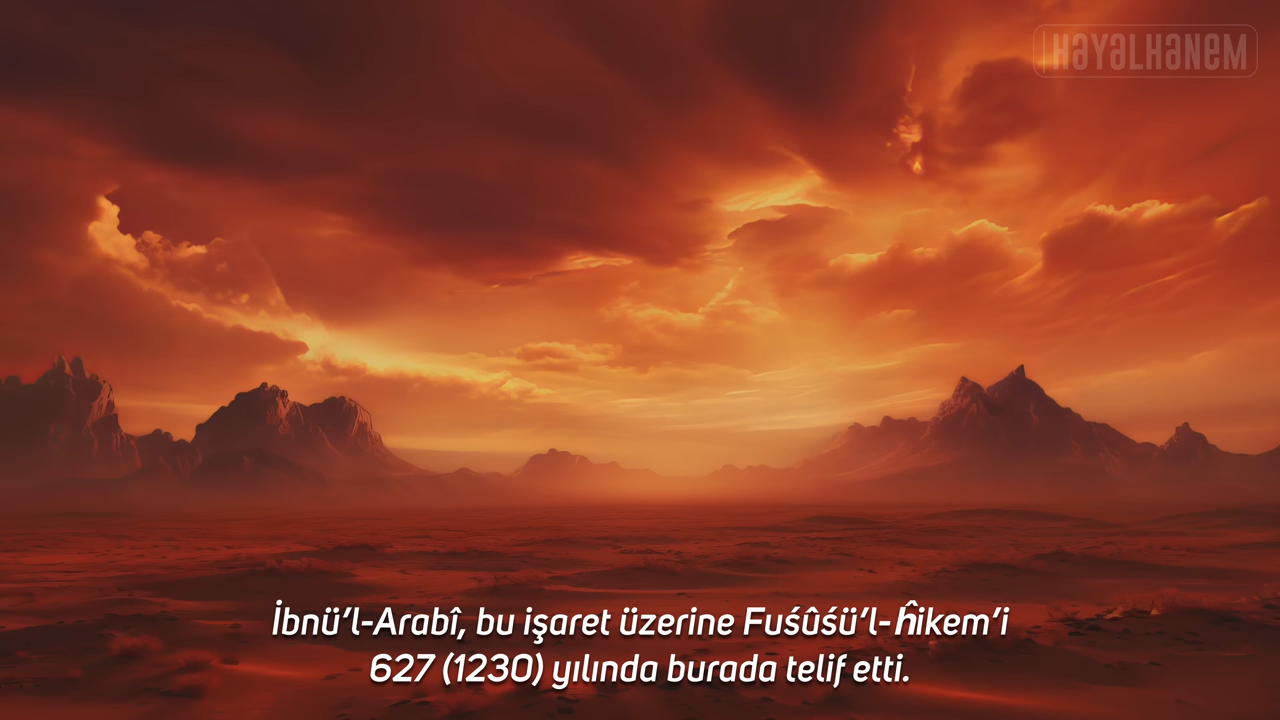 HAYALHANEM
İbnü’l-Arabî, bu işaret üzerine Fuśûśü’l-Ĥikem’i
627 (1230) yılında burada telif etti.